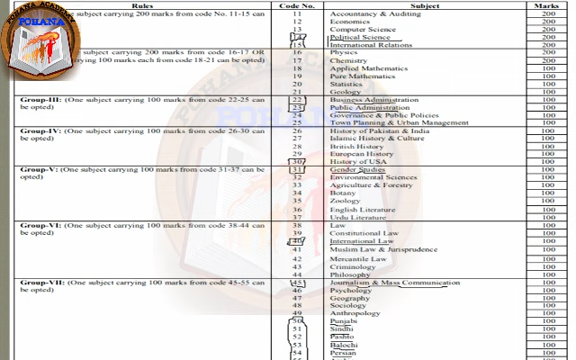 Rules Code No. Subject Marks
One subject carrying 200 marks from code No. 11-15 can 11 Accountancy & Auditing 200
12 Economics 200
13 Computer Science 200
14 Political Science 200
15 International Relations 200
POHANA
subject carrying 200 marks from code 16-17 OR 16 Physics 200
carrying 100 marks each from code 18-21 can be opted) 17 Chemistry 200
18 Applied Mathematics 100
19 Pure Mathematics 100
20 Statistics 100
21 Geology 100
Group-III: (One subject carrying 100 marks from code 22-25 can 22 Business Administration 100
be opted) 23 Public Administration 100
24 Governance & Public Policies 100
25 Town Planning & Urban Management 100
Group-IV: (One subject carrying 100 marks from code 26-30 can 26 History of Pakistan & India 100
be opted) 27 Islamic History & Culture 100
28 British History 100
29 European History 100
30 History of USA 100
Group-V: (One subject carrying 100 marks from code 31-37 can be 31 Gender Studies 100
opted) 32 Environmental Sciences 100
33 Agriculture & Forestry 100
34 Botany 100
35 Zoology 100
36 English Literature 100
37 Urdu Literature 100
Group-VI: (One subject carrying 100 marks from code 38-44 can 38 Law 100
be opted) 39 Constitutional Law 100
40 International Law 100
41 Muslim Law & Jurisprudence 100
42 Mercantile Law 100
43 Criminology 100
44 Philosophy 100
Group-VII: (One subject carrying 100 marks from code 45-55 can 45 Journalism & Mass Communication 100
be opted) 46 Psychology 100
47 Geography 100
48 Sociology 100
49 Anthropology 100
50 Punjabi 100
51 Sindhi 100
52 Pashto 100
53 Balochi 100
54 Persian 100